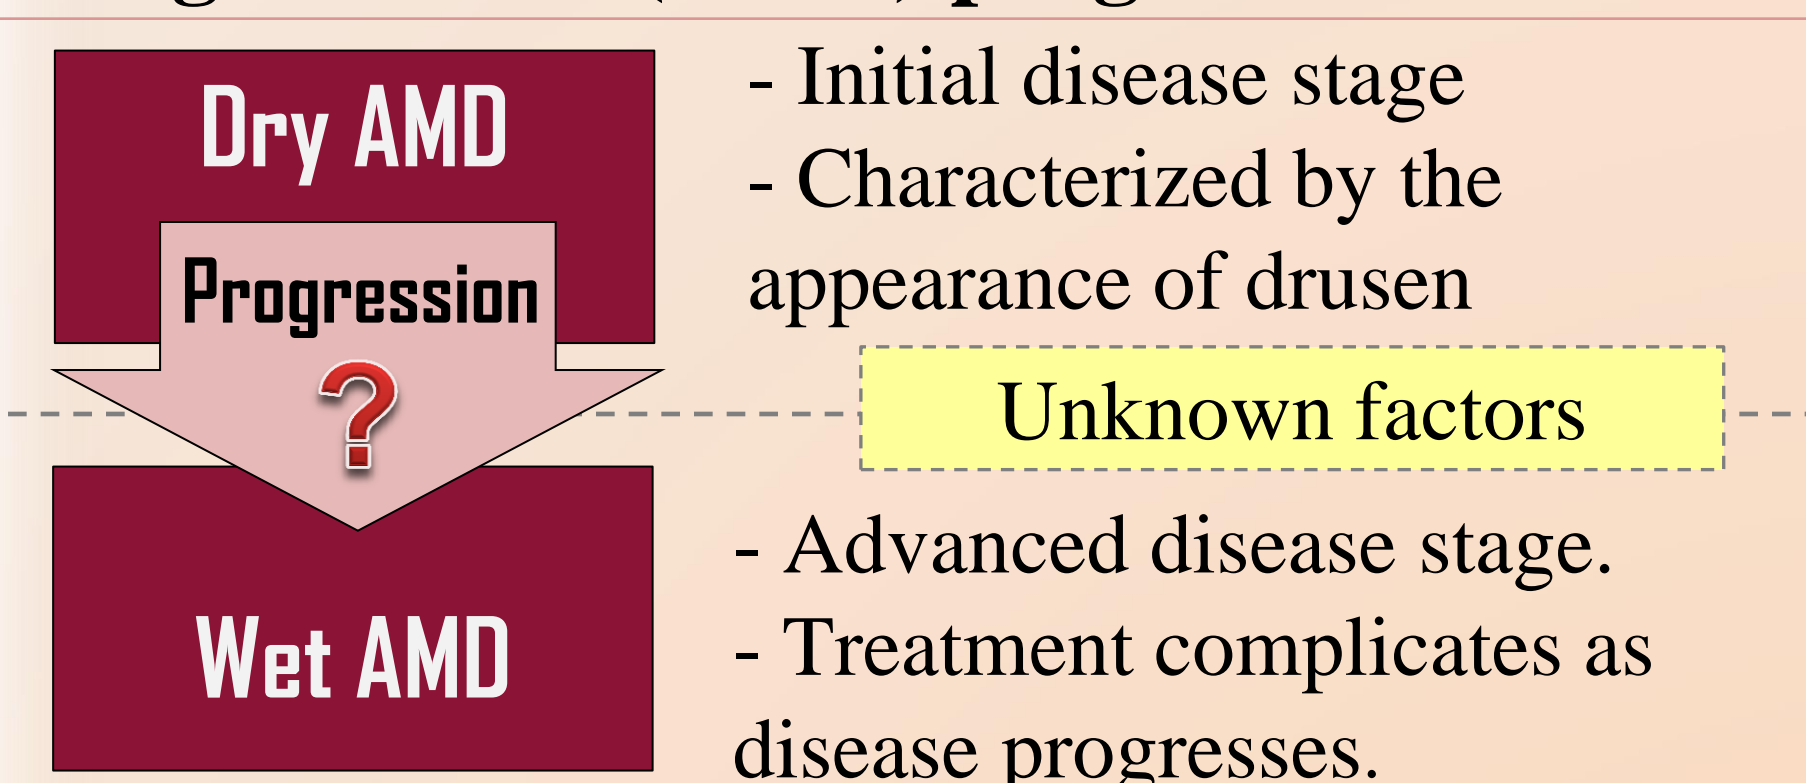 Dry AMD
- Initial disease stage
- Characterized by the
appearance of drusen
Progression
?
Unknown factors
Wet AMD
- Advanced disease stage.
- Treatment complicates as
disease progresses.